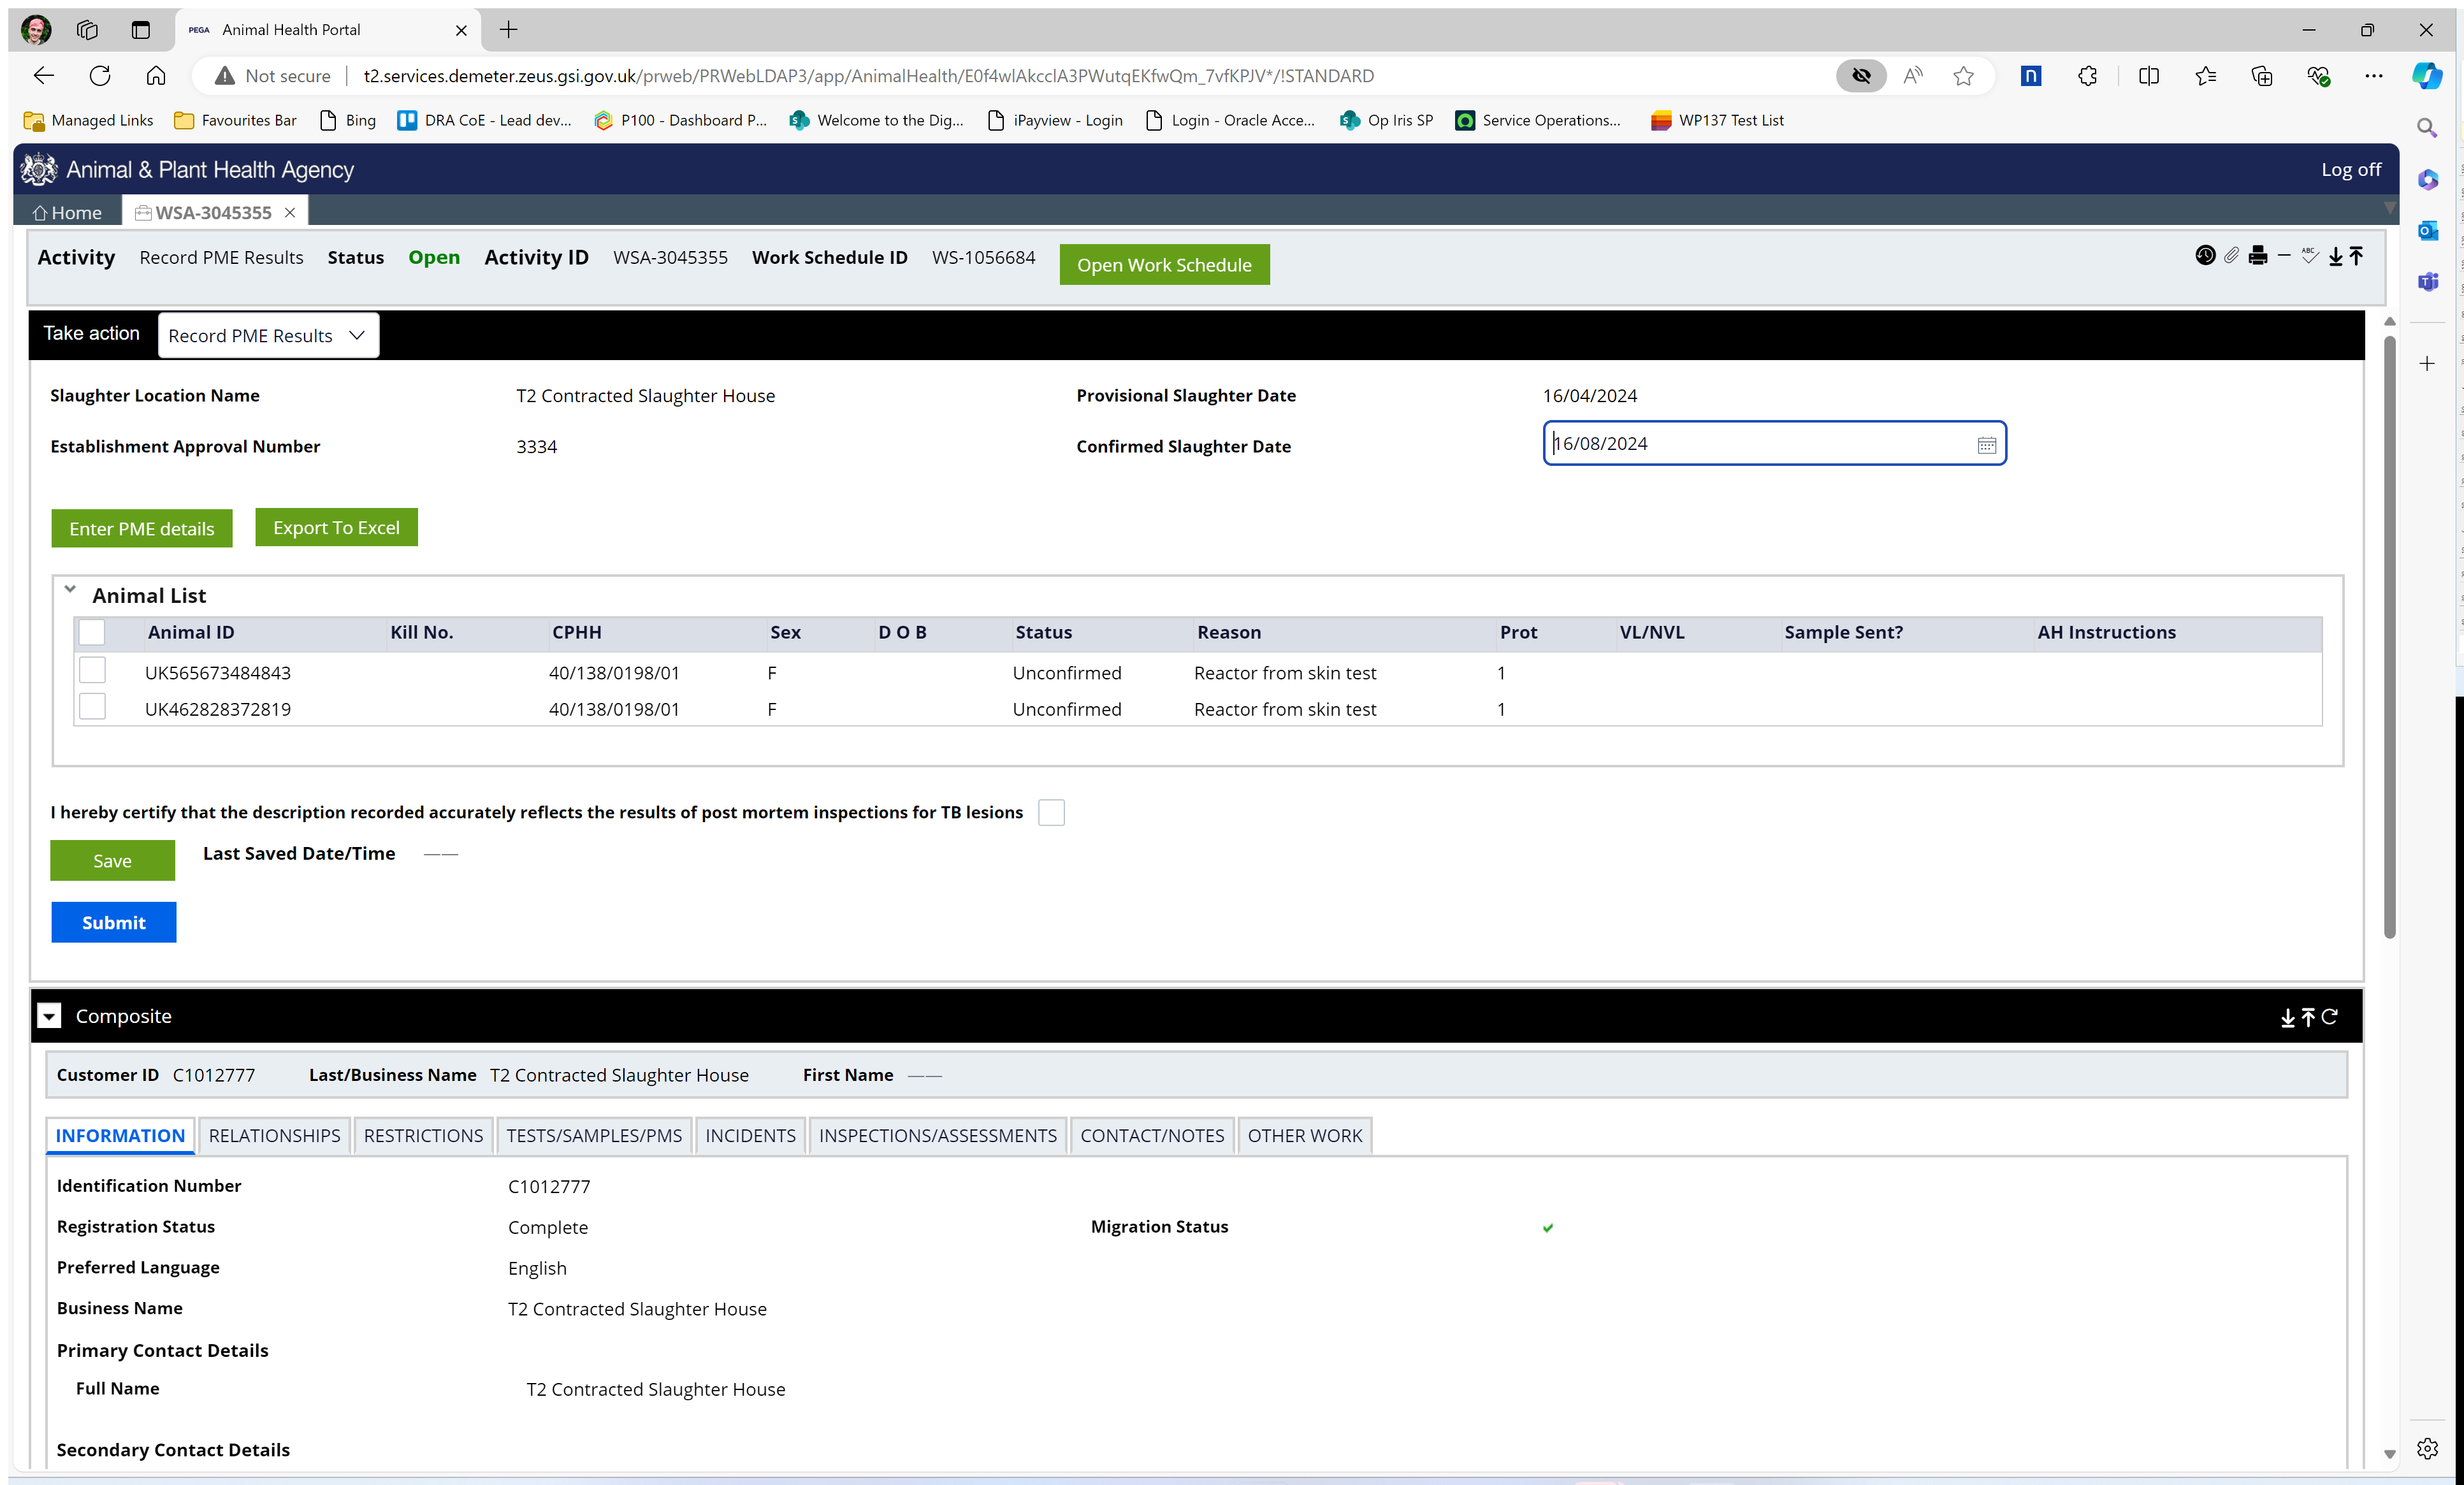 PEGA Animal Health Portal
Not secure t2.services.demeter.zeus.gsi.gov.uk/prweb/PRWebLDAP3/app/AnimalHealth/E0f4wlAkcclA3PWutqEKfwQm_7vfKPJV*/!STANDARD
Managed Links Favourites Bar Bing DRA CoE - Lead dev... P100 - Dashboard P... Welcome to the Dig... iPayview - Login Login - Oracle Acce... Op Iris SP Service Operations... WP137 Test List
Animal & Plant Health Agency Log off
Home WSA-3045355
Activity Record PME Results Status Open Activity ID WSA-3045355 Work Schedule ID WS-1056684 Open Work Schedule
Take action Record PME Results
Slaughter Location Name T2 Contracted Slaughter House Provisional Slaughter Date 16/04/2024
Establishment Approval Number 3334 Confirmed Slaughter Date 16/08/2024
Enter PME details Export To Excel
Animal List
Animal ID Kill No. CPHH Sex D O B Status Reason Prot VL/NVL Sample Sent? AH Instructions
UK565673484843 40/138/0198/01 F Unconfirmed Reactor from skin test 1
UK462828372819 40/138/0198/01 F Unconfirmed Reactor from skin test 1
I hereby certify that the description recorded accurately reflects the results of post mortem inspections for TB lesions
Save Last Saved Date/Time ——
Submit
Composite
Customer ID C1012777 Last/Business Name T2 Contracted Slaughter House First Name ——
INFORMATION RELATIONSHIPS RESTRICTIONS TESTS/SAMPLES/PMS INCIDENTS INSPECTIONS/ASSESSMENTS CONTACT/NOTES OTHER WORK
Identification Number C1012777
Registration Status Complete Migration Status
Preferred Language English
Business Name T2 Contracted Slaughter House
Primary Contact Details
Full Name T2 Contracted Slaughter House
Secondary Contact Details